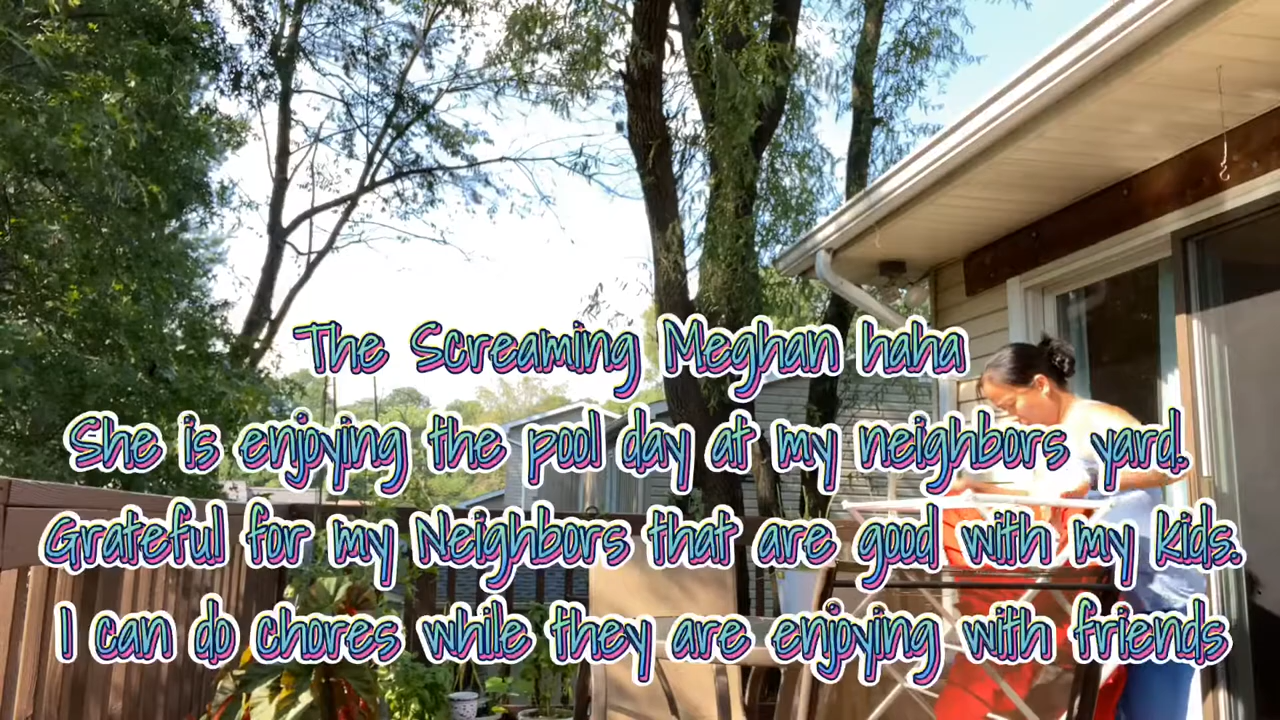 The Screaming Meghan haha
She is enjoying the pool day at my neighbors yard.
Grateful for my Neighbors that are good with my kids.
I can do chores while they are enjoying with friends